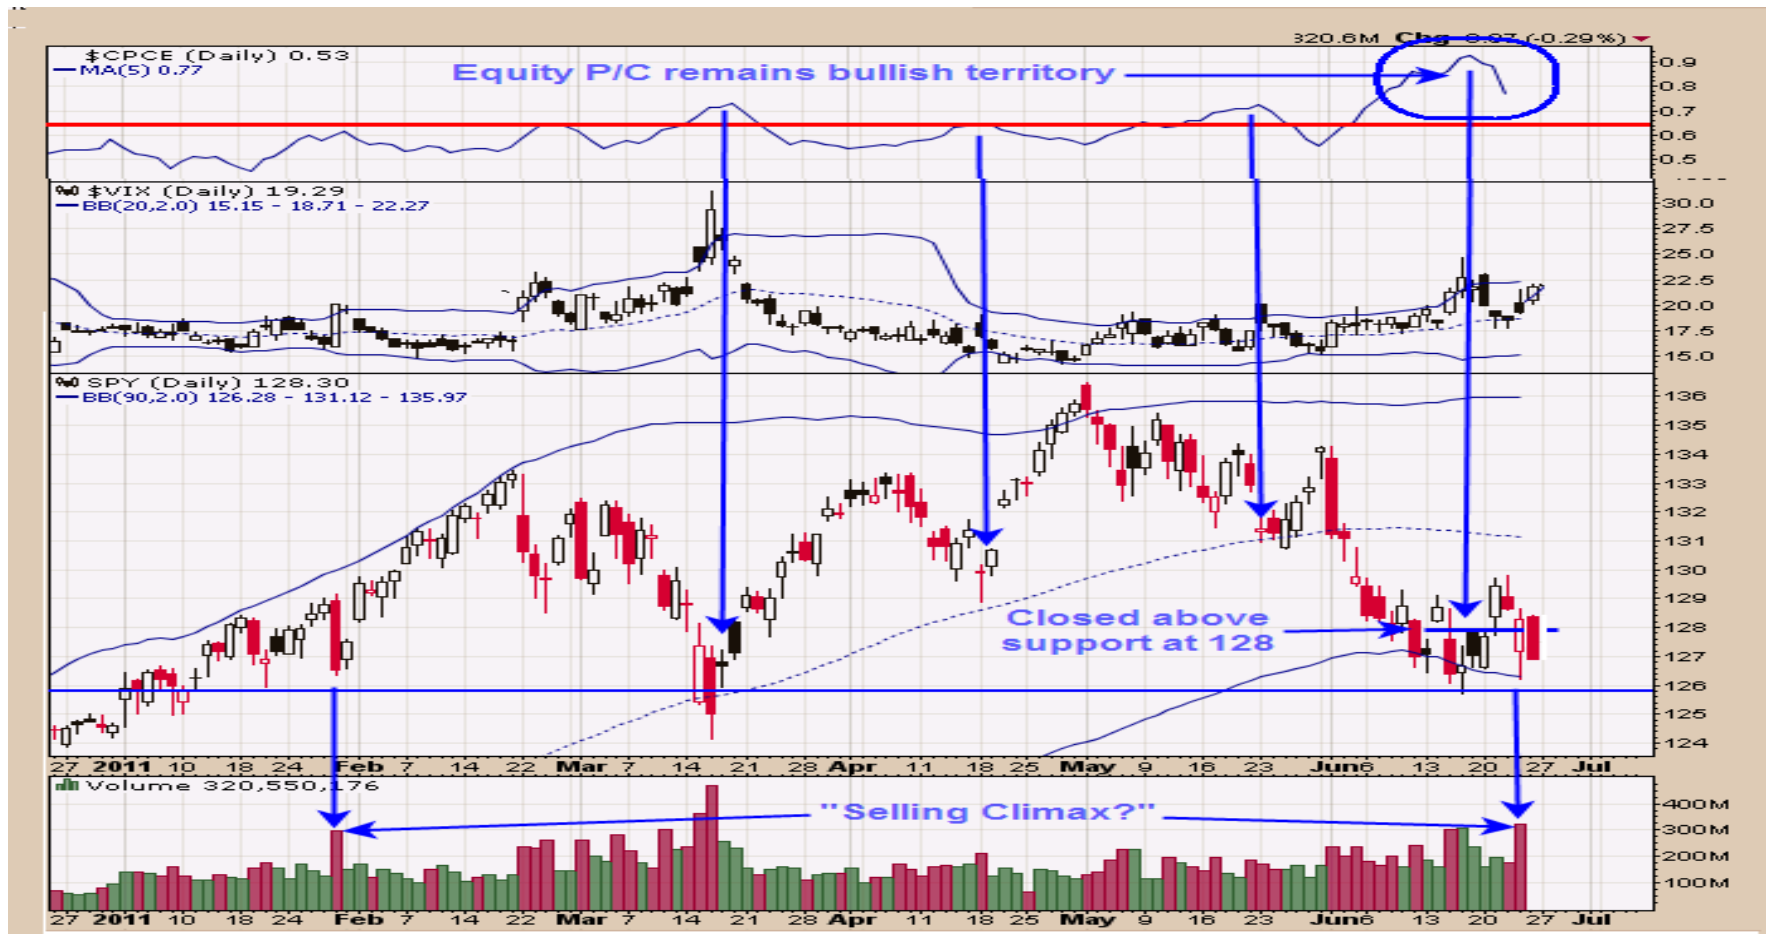 320.6M Chg -0.37 (-0.29%)
$CPCE (Daily) 0.53
MA(5) 0.77
Equity P/C remains bullish territory
0.9
0.8
0.7
0.6
0.5
$VIX (Daily) 19.29
BB(20,2.0) 15.15 - 18.71 - 22.27
30.0
27.5
25.0
22.5
20.0
17.5
15.0
SPY (Daily) 128.30
BB(90,2.0) 126.28 - 131.12 - 135.97
136
135
134
133
132
131
130
129
128
127
126
125
124
Closed above
support at 128
27 2011 10 18 24 Feb 7 14 22 Mar 7 14 21 28 Apr 11 18 25 May 9 16 23 Jun 6 13 20 27 Jul
Volume 320,550,176
"Selling Climax?"
400M
300M
200M
100M
27 2011 10 18 24 Feb 7 14 22 Mar 7 14 21 28 Apr 11 18 25 May 9 16 23 Jun 6 13 20 27 Jul